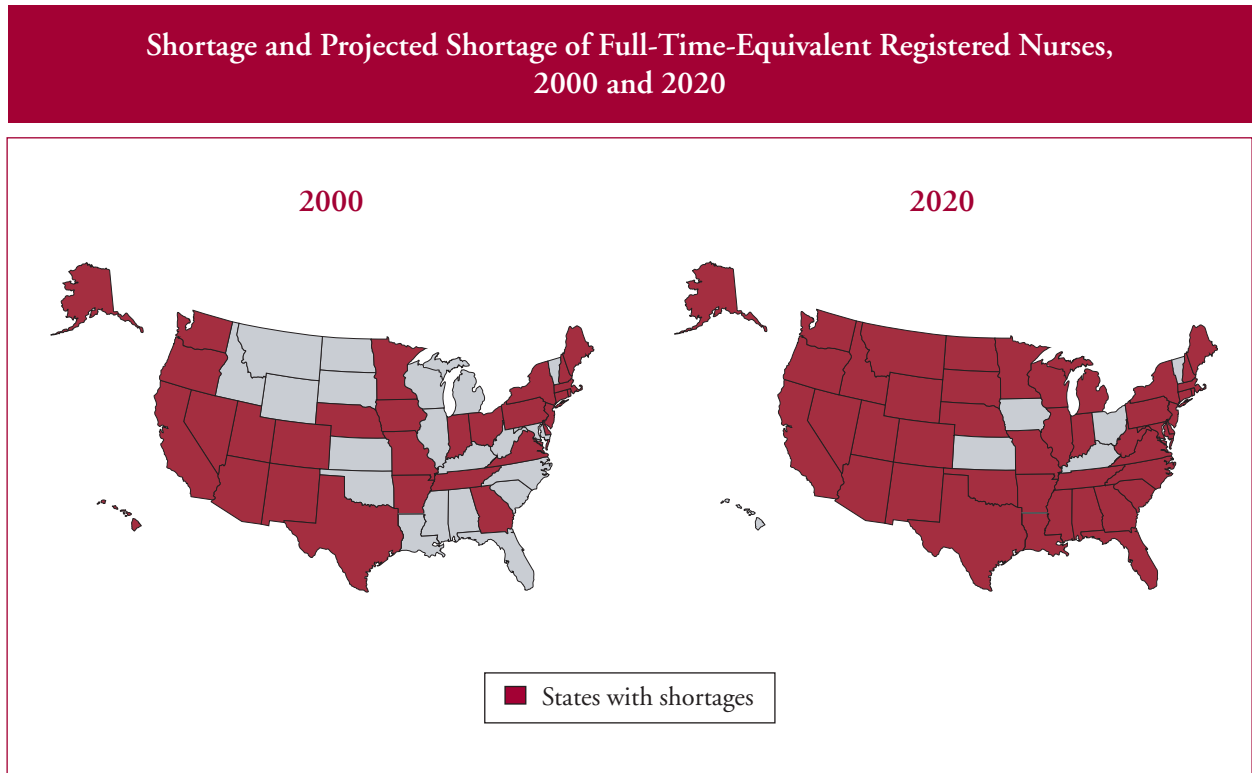 Shortage and Projected Shortage of Full-Time-Equivalent Registered Nurses,
2000 and 2020
2000
2020
States with shortages